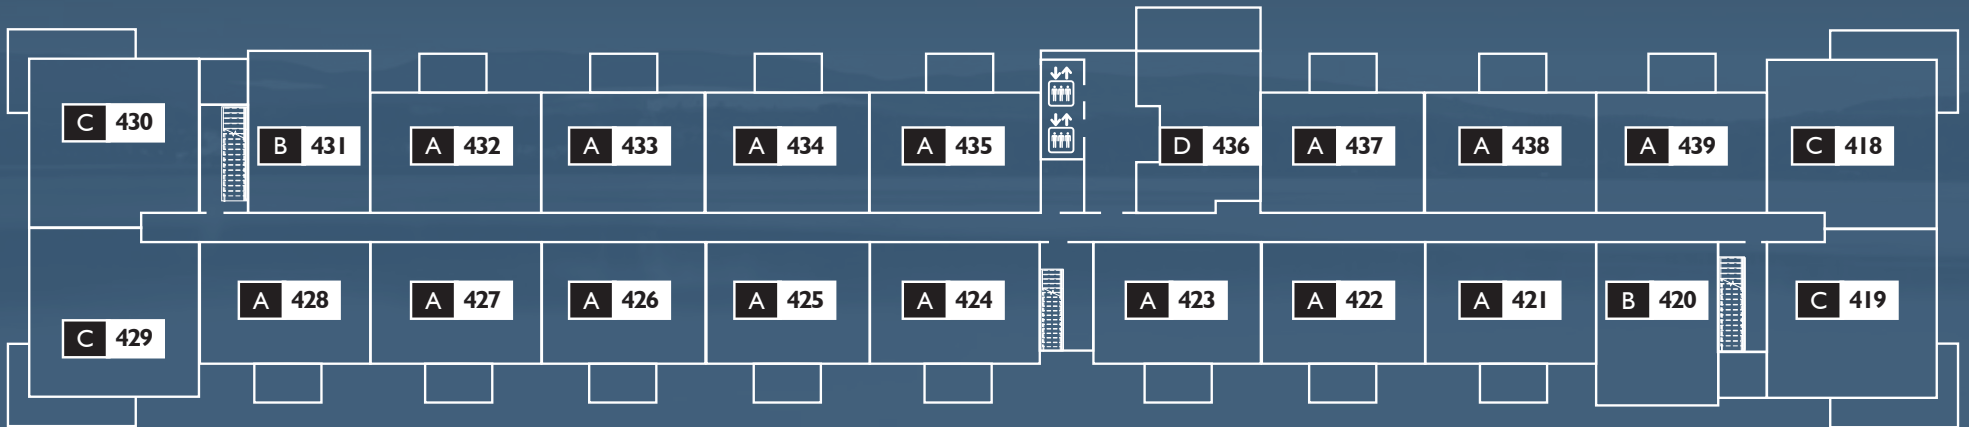 C 430
B 431
A 432
A 433
A 434
A 435
D 436
A 437
A 438
A 439
C 418
C 429
A 428
A 427
A 426
A 425
A 424
A 423
A 422
A 421
B 420
C 419